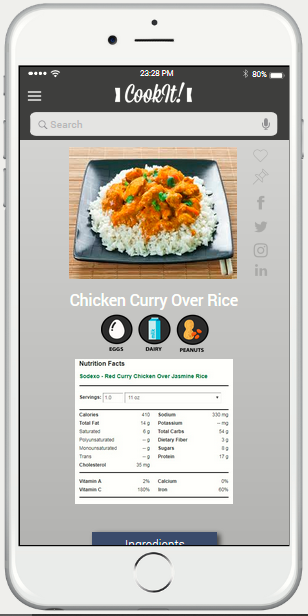 23:28 PM 80%
CookIt!
Search
Chicken Curry Over Rice
EGGS DAIRY PEANUTS
Nutrition Facts
Sodexo - Red Curry Chicken Over Jasmine Rice
Servings: 1.0 11 oz
Calories 410 Sodium 330 mg
Total Fat 14 g Potassium -- mg
Saturated 6 g Total Carbs 54 g
Polyunsaturated -- g Dietary Fiber 3 g
Monounsaturated -- g Sugars 8 g
Trans -- g Protein 17 g
Cholesterol 35 mg
Vitamin A 2% Calcium 0%
Vitamin C 180% Iron 60%
Ingredients